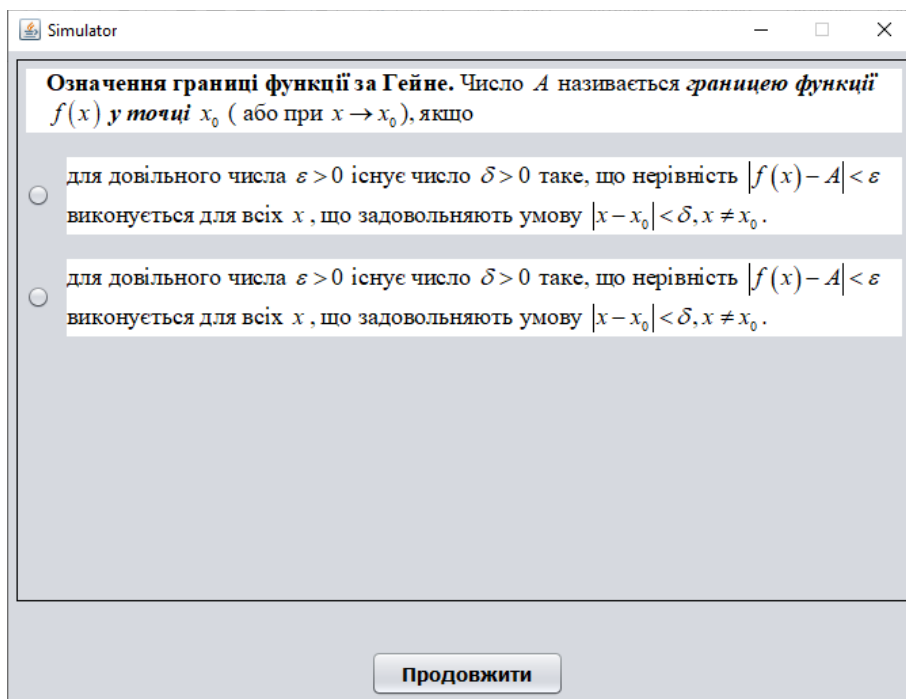 Simulator
Означення границі функції за Гейне. Число A називається границею функції
f(x) у точці x₀ ( або при x → x₀), якщо
для довільного числа ε > 0 існує число δ > 0 таке, що нерівність |f(x) − A| < ε
виконується для всіх x , що задовольняють умову |x − x₀| < δ, x ≠ x₀ .
для довільного числа ε > 0 існує число δ > 0 таке, що нерівність |f(x) − A| < ε
виконується для всіх x , що задовольняють умову |x − x₀| < δ, x ≠ x₀ .
Продовжити